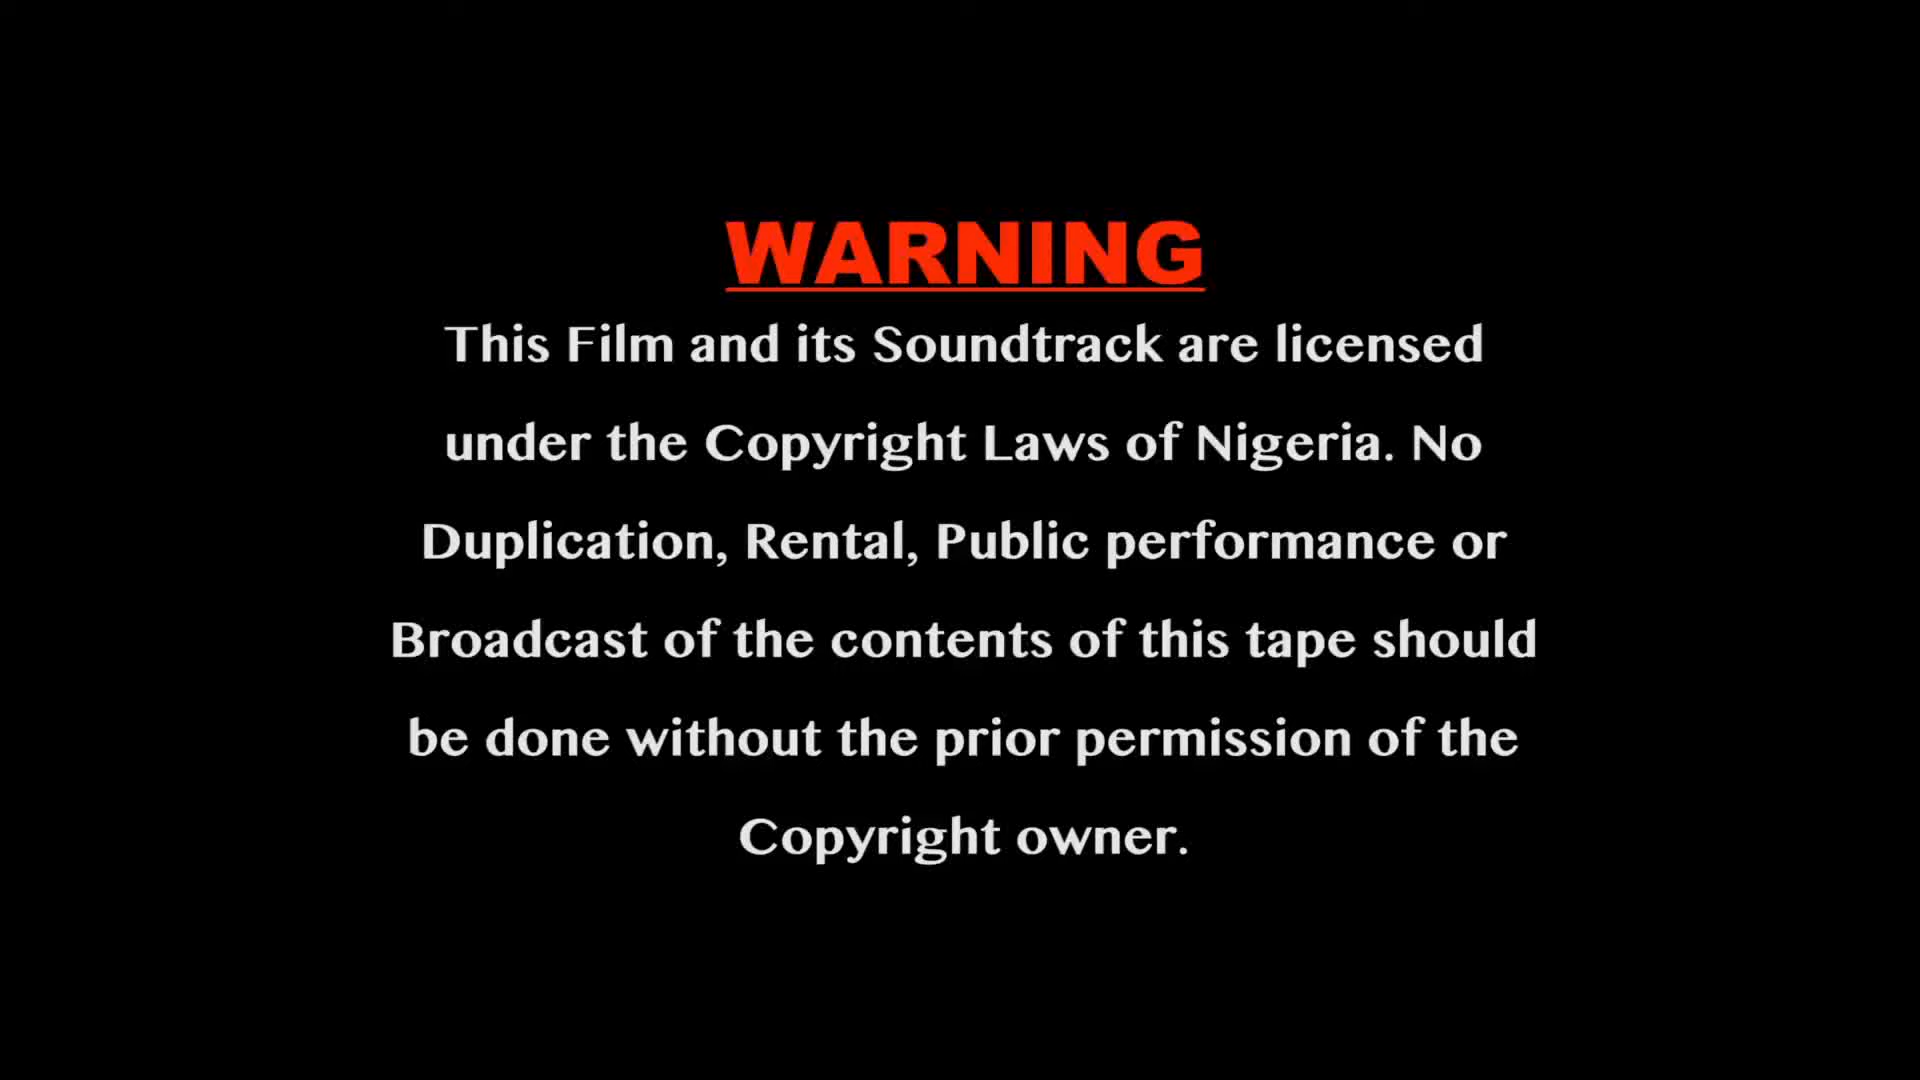 WARNING
This Film and its Soundtrack are licensed
under the Copyright Laws of Nigeria. No
Duplication, Rental, Public performance or
Broadcast of the contents of this tape should
be done without the prior permission of the
Copyright owner.